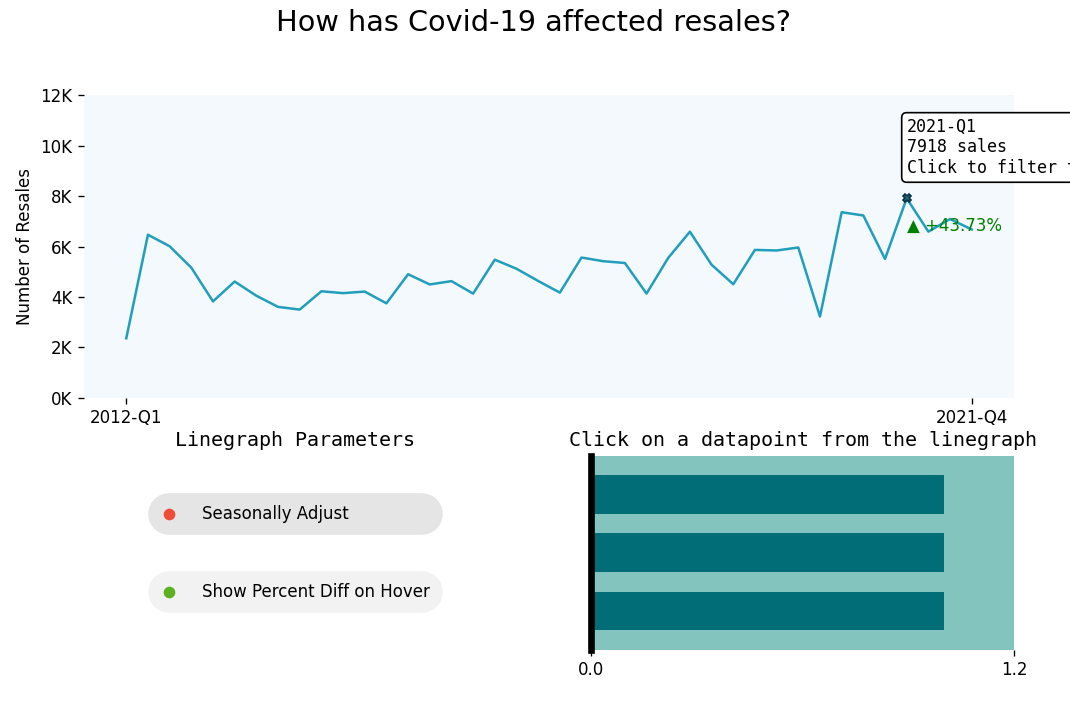 How has Covid-19 affected resales?
12K
10K
8K
6K
4K
2K
0K
Number of Resales
2021-Q1
7918 sales
Click to filter
▲ +43.73%
2012-Q1
2021-Q4
Linegraph Parameters
Click on a datapoint from the linegraph
Seasonally Adjust
Show Percent Diff on Hover
0.0
1.2